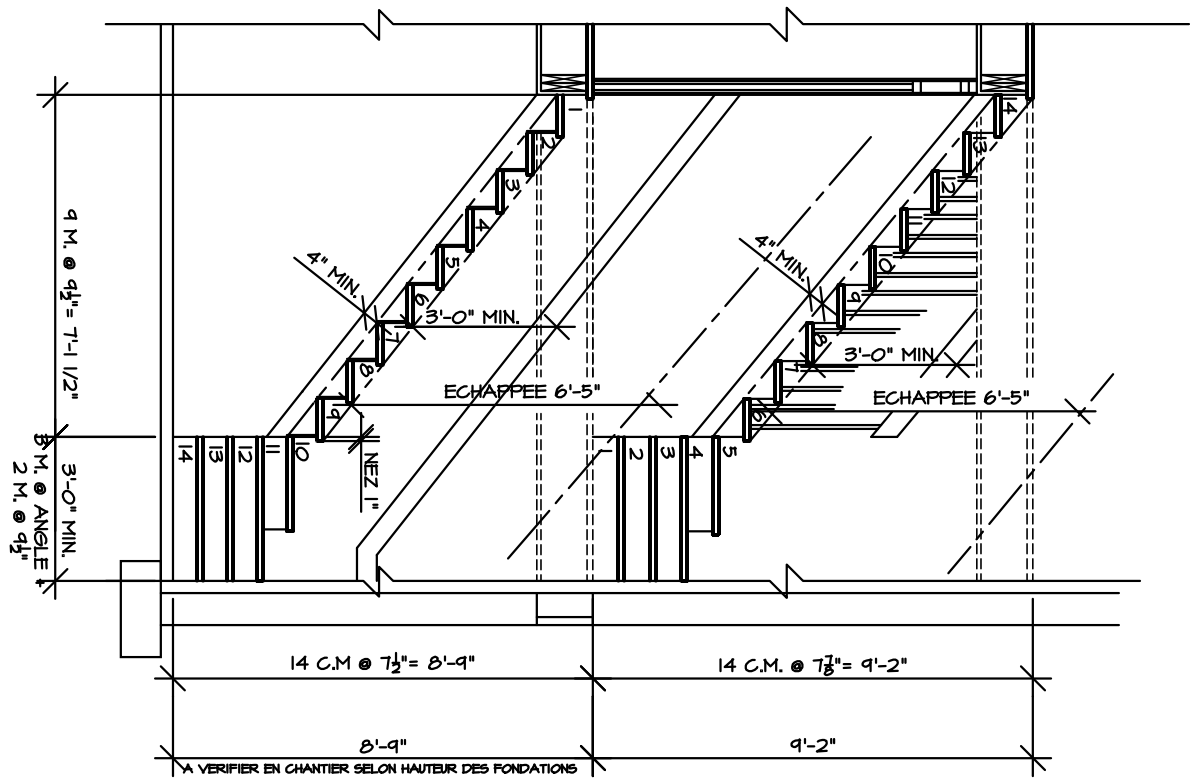 1
2
3
4
5
6
7
8
9
10
11
12
13
14
4" MIN.
3'-0" MIN.
ECHAPPEE 6'-5"
NEZ 1"
14
13
12
11
10
9
8
7
6
5
4
3
2
1
4" MIN.
3'-0" MIN.
ECHAPPEE 6'-5"
9 M. @ 9½"= 7'-1 1/2"
3'-0" MIN.
3 M. @ ANGLE +
2 M. @ 9½"
14 C.M @ 7½"= 8'-9"
14 C.M. @ 7⅞"= 9'-2"
8'-9"
9'-2"
A VERIFIER EN CHANTIER SELON HAUTEUR DES FONDATIONS